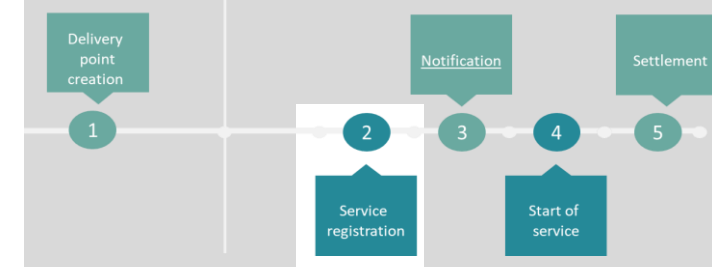 Delivery
point
creation
1
Service
registration
2
Notification
3
Start of
service
4
Settlement
5